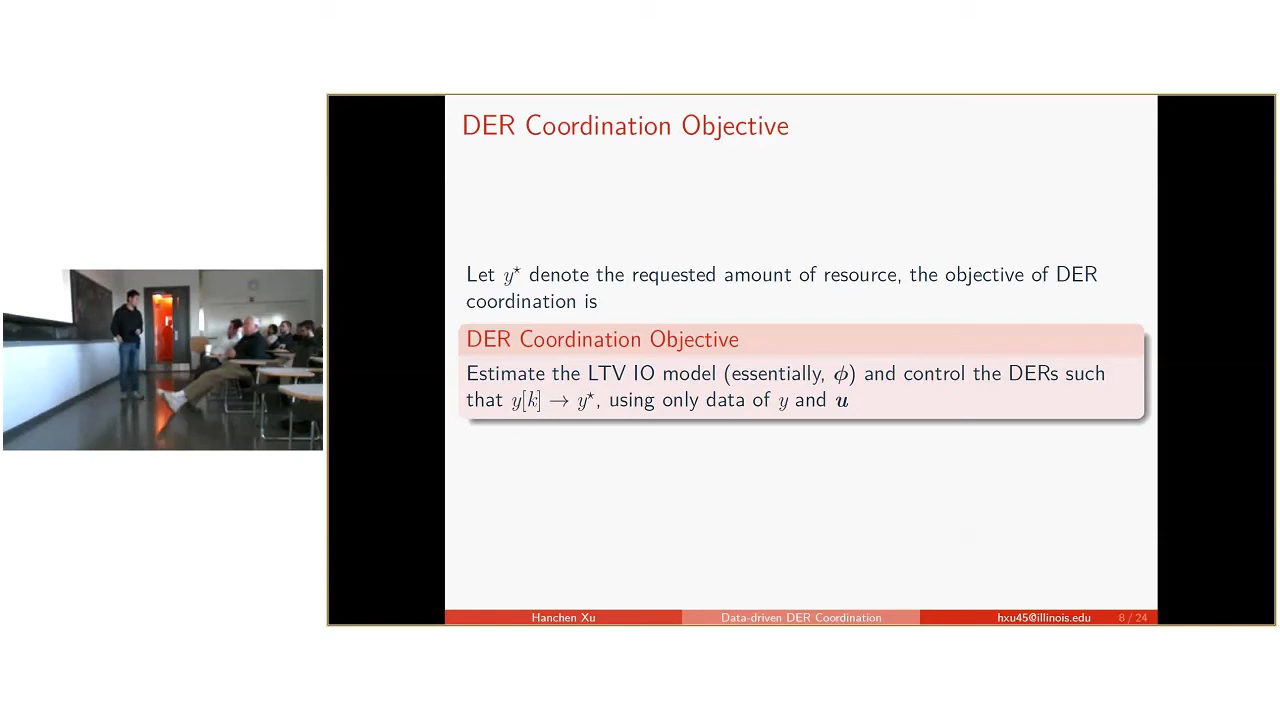 DER Coordination Objective
Let y⋆ denote the requested amount of resource, the objective of DER
coordination is
DER Coordination Objective
Estimate the LTV IO model (essentially, ϕ) and control the DERs such
that y[k] → y⋆, using only data of y and u
Hanchen Xu Data-driven DER Coordination hxu45@illinois.edu 8 / 24